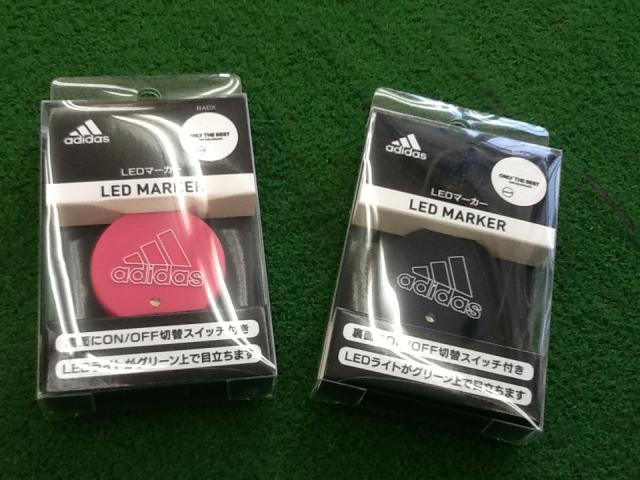 BACK
adidas
ONLY THE BEST
LEDマーカー
LED MARKER
adidas
裏面にON/OFF切替スイッチ付き
LEDライトがグリーン上で目立ちます
adidas
ONLY THE BEST
LEDマーカー
LED MARKER
adidas
裏面にON/OFF切替スイッチ付き
LEDライトがグリーン上で目立ちます